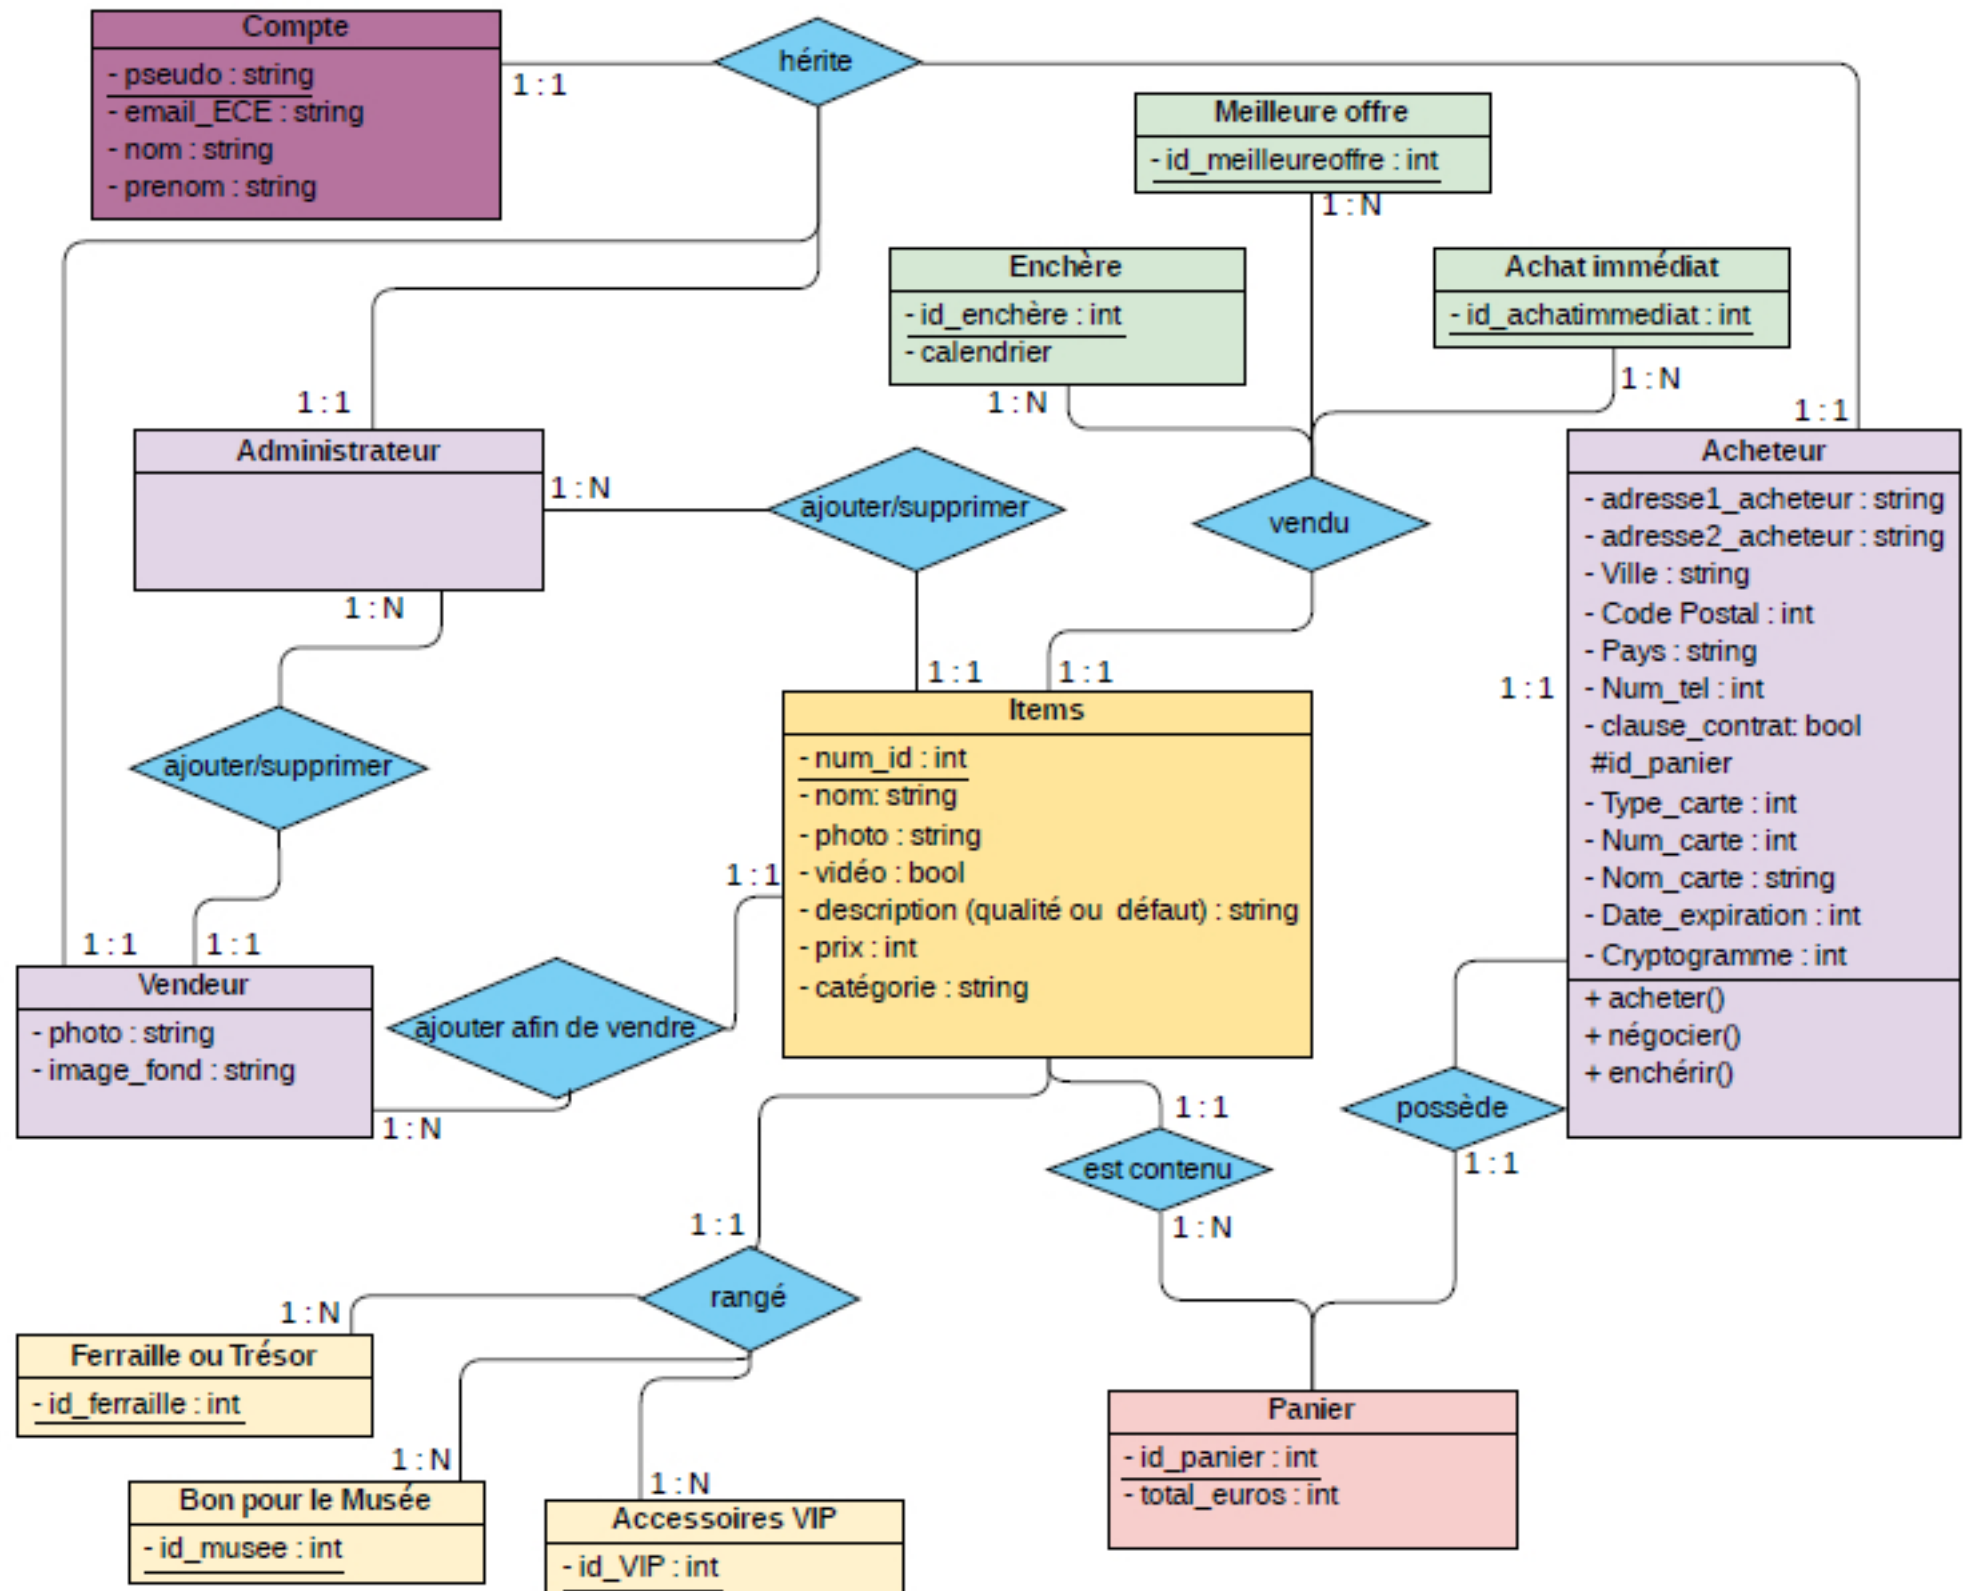 Compte
- pseudo : string
- email_ECE : string
- nom : string
- prenom : string
hérite
1 : 1
Meilleure offre
- id_meilleureoffre : int
1 : N
Enchère
- id_enchère : int
- calendrier
1 : N
Achat immédiat
- id_achatimmediat : int
1 : N
1 : 1
1 : 1
Administrateur
1 : N
ajouter/supprimer
vendu
1 : N
1 : 1
1 : 1
Acheteur
- adresse1_acheteur : string
- adresse2_acheteur : string
- Ville : string
- Code Postal : int
- Pays : string
- Num_tel : int
- clause_contrat: bool
#id_panier
- Type_carte : int
- Num_carte : int
- Nom_carte : string
- Date_expiration : int
- Cryptogramme : int
+ acheter()
+ négocier()
+ enchérir()
1 : 1
ajouter/supprimer
Items
- num_id : int
- nom: string
- photo : string
- vidéo : bool
- description (qualité ou défaut) : string
- prix : int
- catégorie : string
1 : 1
1 : 1
1 : 1
Vendeur
- photo : string
- image_fond : string
ajouter afin de vendre
1 : N
1 : 1
est contenu
1 : N
possède
1 : 1
1 : 1
rangé
1 : N
Ferraille ou Trésor
- id_ferraille : int
1 : N
Bon pour le Musée
- id_musee : int
1 : N
Accessoires VIP
- id_VIP : int
Panier
- id_panier : int
- total_euros : int